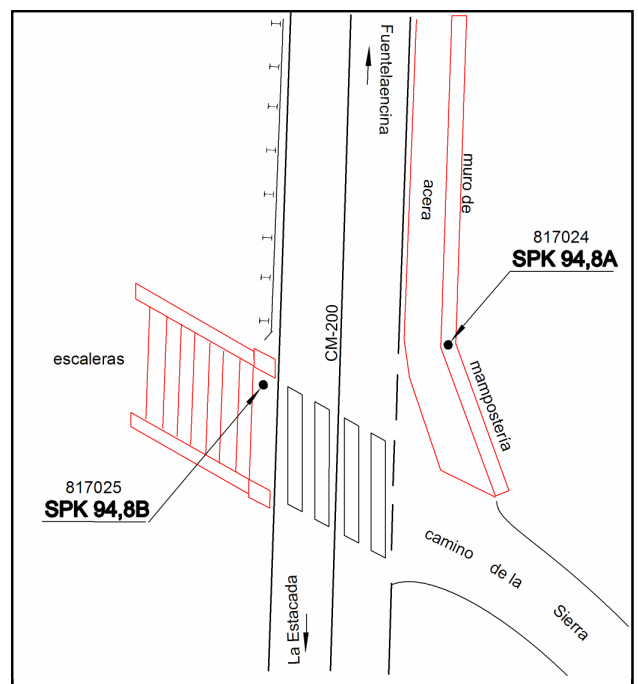 Fuentelaencina
acera
muro de
817024
SPK 94,8A
CM-200
escaleras
mampostería
817025
SPK 94,8B
camino
de la
Sierra
La Estacada